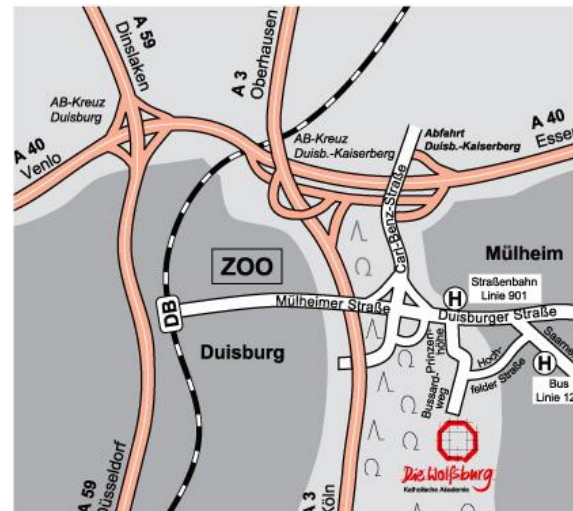 A 59
Dinslaken
A 3
Oberhausen
AB-Kreuz
Duisburg
A 40
Venlo
AB-Kreuz
Duisb.-Kaiserberg
Abfahrt
Duisb.-Kaiserberg
A 40
Carl-Benz-Straße
Mülheim
ZOO
H
Straßenbahn
Linie 901
DB
Mülheimer Straße
Duisburger Straße
Duisburg
Prinzen-
höhe
Hoch-
felder Straße
Bussard-
weg
H
Bus
Die Wolfsburg
Katholische Akademie
A 59
Düsseldorf
A 3
Köln